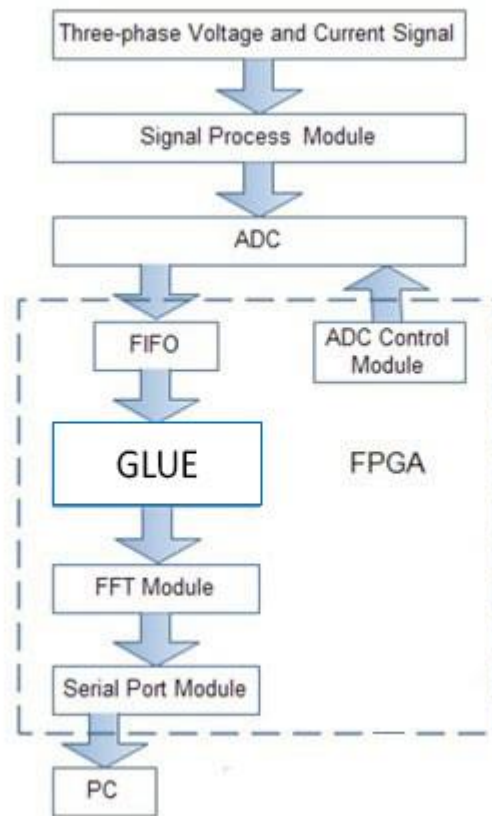 Three-phase Voltage and Current Signal
Signal Process Module
ADC
FIFO
ADC Control
Module
GLUE
FPGA
FFT Module
Serial Port Module
PC